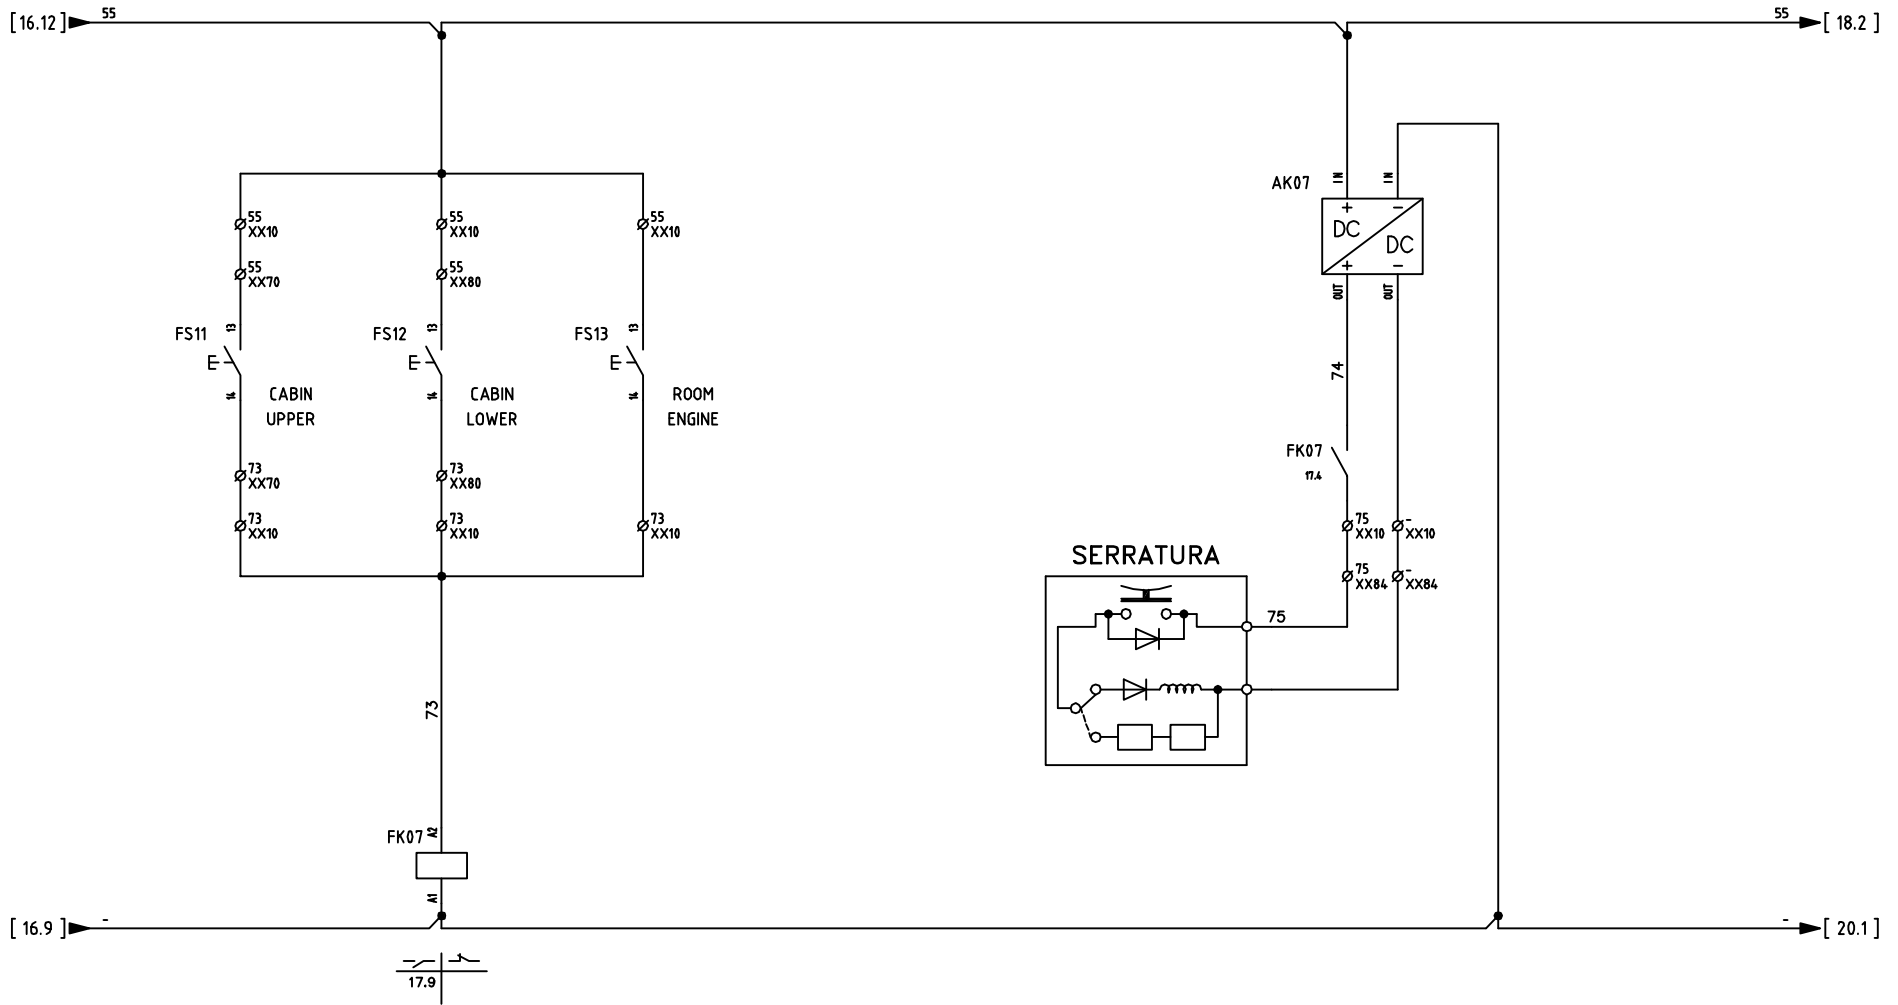 [16.12] 55 55 [ 18.2 ]
AK07 IN IN
+ -
DC DC
+ -
OUT OUT
55 55 55
XX10 XX10 XX10
55 55
XX70 XX80
FS11 13 FS12 13 FS13 13
14 14 14
CABIN CABIN ROOM
UPPER LOWER ENGINE
74
FK07
17.4
73 73
XX70 XX80
73 73 73
XX10 XX10 XX10
75 -
XX10 XX10
SERRATURA
75 -
XX84 XX84
75
73
FK07 A2
A1
[ 16.9 ] - - [ 20.1 ]
17.9